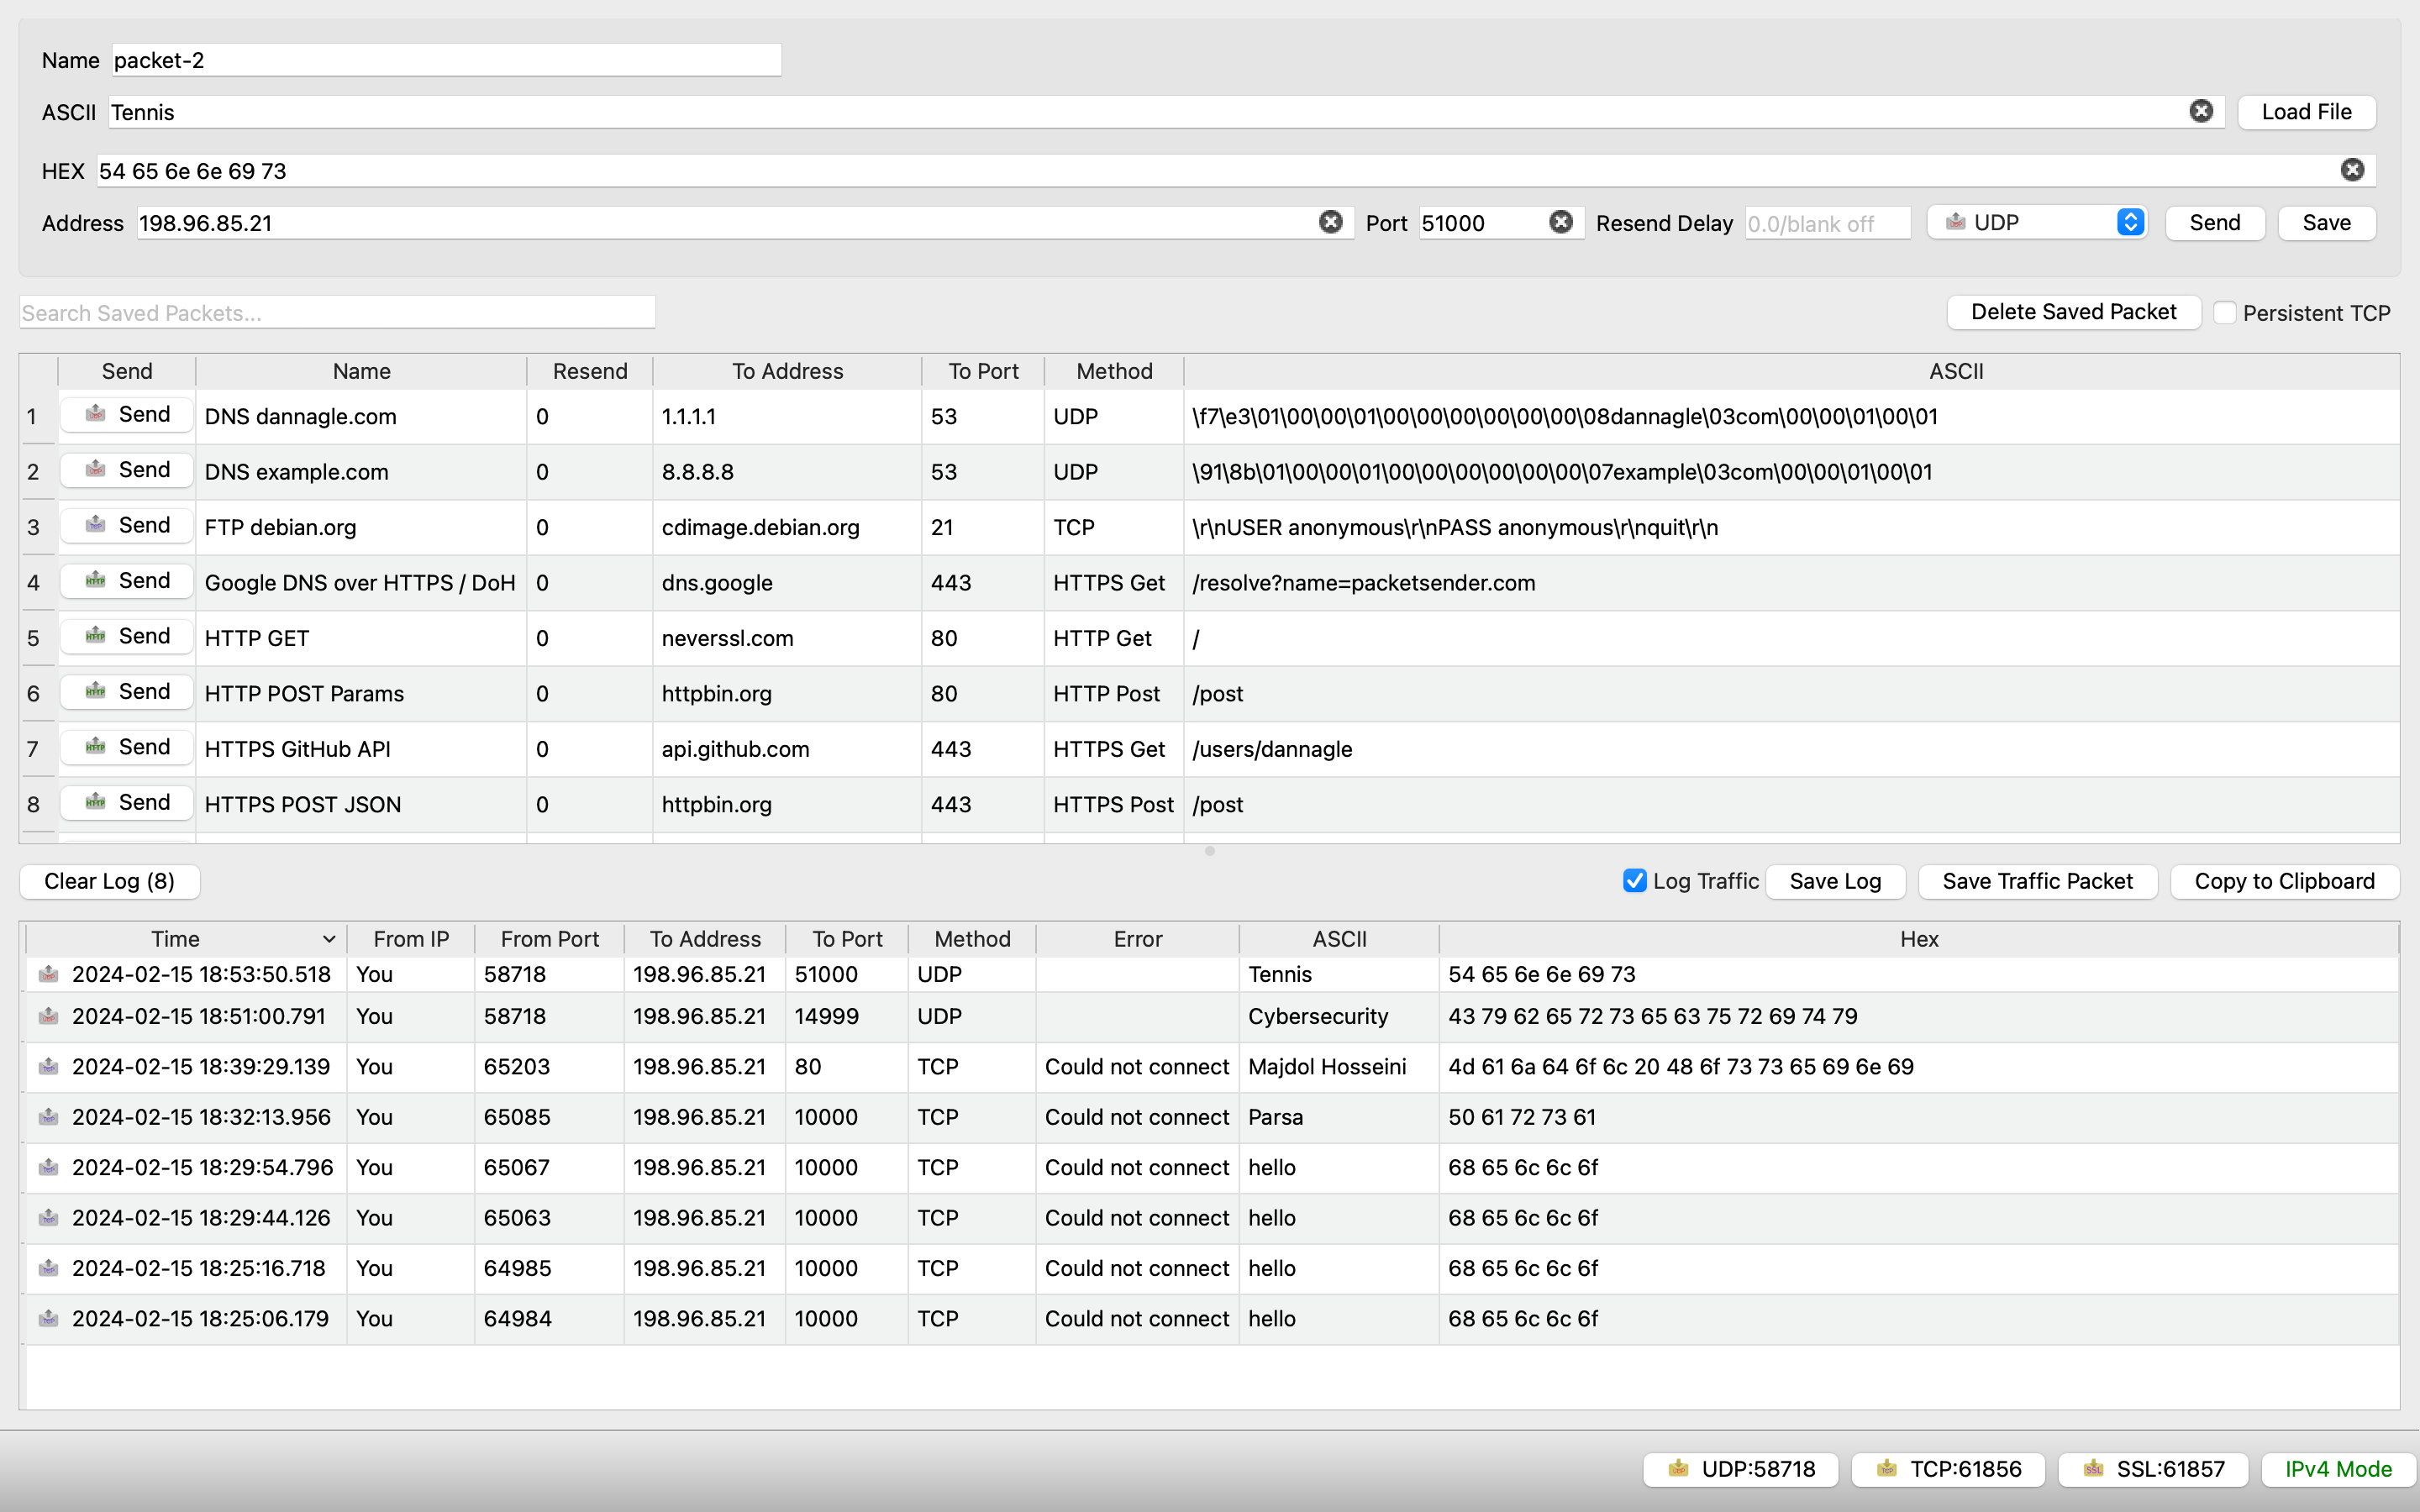 Name packet-2
ASCII Tennis Load File
HEX 54 65 6e 6e 69 73
Address 198.96.85.21 Port 51000 Resend Delay 0.0/blank off UDP Send Save
Search Saved Packets... Delete Saved Packet Persistent TCP
Send Name Resend To Address To Port Method ASCII
1 Send DNS dannagle.com 0 1.1.1.1 53 UDP \f7\e3\01\00\00\01\00\00\00\00\00\00\08dannagle\03com\00\00\01\00\01
2 Send DNS example.com 0 8.8.8.8 53 UDP \91\8b\01\00\00\01\00\00\00\00\00\00\07example\03com\00\00\01\00\01
3 Send FTP debian.org 0 cdimage.debian.org 21 TCP \r\nUSER anonymous\r\nPASS anonymous\r\nquit\r\n
4 Send Google DNS over HTTPS / DoH 0 dns.google 443 HTTPS Get /resolve?name=packetsender.com
5 Send HTTP GET 0 neverssl.com 80 HTTP Get /
6 Send HTTP POST Params 0 httpbin.org 80 HTTP Post /post
7 Send HTTPS GitHub API 0 api.github.com 443 HTTPS Get /users/dannagle
8 Send HTTPS POST JSON 0 httpbin.org 443 HTTPS Post /post
Clear Log (8) Log Traffic Save Log Save Traffic Packet Copy to Clipboard
Time From IP From Port To Address To Port Method Error ASCII Hex
2024-02-15 18:53:50.518 You 58718 198.96.85.21 51000 UDP Tennis 54 65 6e 6e 69 73
2024-02-15 18:51:00.791 You 58718 198.96.85.21 14999 UDP Cybersecurity 43 79 62 65 72 73 65 63 75 72 69 74 79
2024-02-15 18:39:29.139 You 65203 198.96.85.21 80 TCP Could not connect Majdol Hosseini 4d 61 6a 64 6f 6c 20 48 6f 73 73 65 69 6e 69
2024-02-15 18:32:13.956 You 65085 198.96.85.21 10000 TCP Could not connect Parsa 50 61 72 73 61
2024-02-15 18:29:54.796 You 65067 198.96.85.21 10000 TCP Could not connect hello 68 65 6c 6c 6f
2024-02-15 18:29:44.126 You 65063 198.96.85.21 10000 TCP Could not connect hello 68 65 6c 6c 6f
2024-02-15 18:25:16.718 You 64985 198.96.85.21 10000 TCP Could not connect hello 68 65 6c 6c 6f
2024-02-15 18:25:06.179 You 64984 198.96.85.21 10000 TCP Could not connect hello 68 65 6c 6c 6f
UDP:58718 TCP:61856 SSL:61857 IPv4 Mode